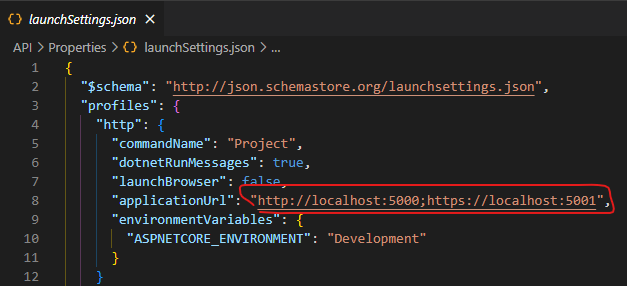 {} launchSettings.json ×
API > Properties > {} launchSettings.json > ...
1 {
2 "$schema": "http://json.schemastore.org/launchsettings.json",
3 "profiles": {
4 "http": {
5 "commandName": "Project",
6 "dotnetRunMessages": true,
7 "launchBrowser": false,
8 "applicationUrl": "http://localhost:5000;https://localhost:5001",
9 "environmentVariables": {
10 "ASPNETCORE_ENVIRONMENT": "Development"
11 }
12 }